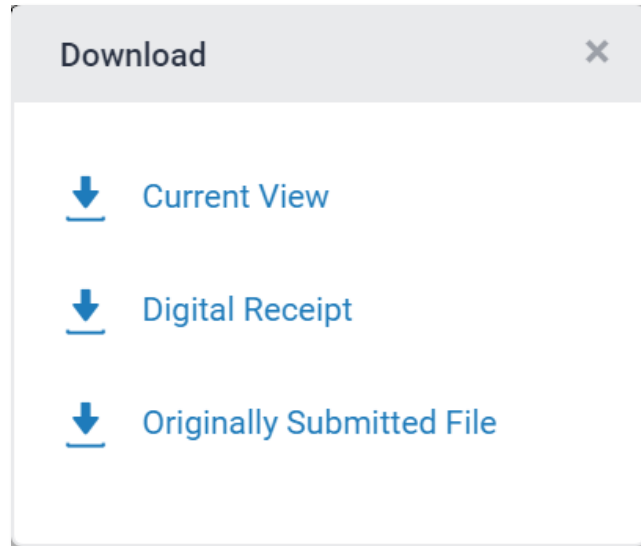 Download
Current View
Digital Receipt
Originally Submitted File